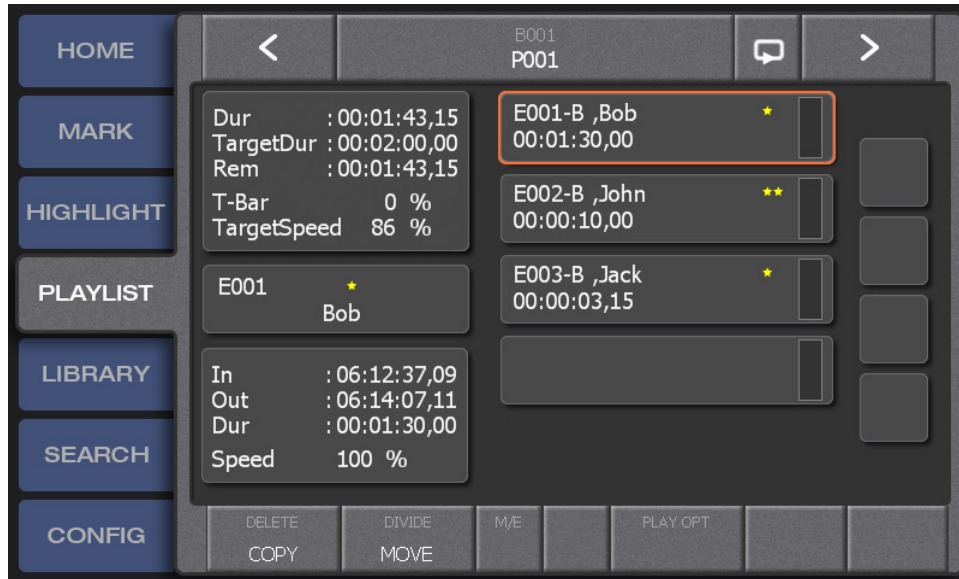 HOME
MARK
HIGHLIGHT
PLAYLIST
LIBRARY
SEARCH
CONFIG
<
B001
P001
>
Dur :00:01:43,15
TargetDur :00:02:00,00
Rem :00:01:43,15
T-Bar 0 %
TargetSpeed 86 %
E001
Bob
In :06:12:37,09
Out :06:14:07,11
Dur :00:01:30,00
Speed 100 %
E001-B ,Bob
00:01:30,00
E002-B ,John
00:00:10,00
E003-B ,Jack
00:00:03,15
DELETE
COPY
DIVIDE
MOVE
M/E
PLAY OPT